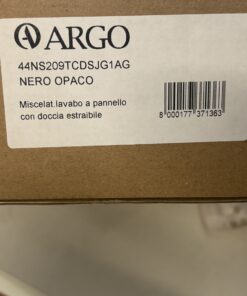 ARGO
44NS209TCDSJG1AG
NERO OPACO
Miscelat.lavabo a pannello
con doccia estraibile
8 000177 371363